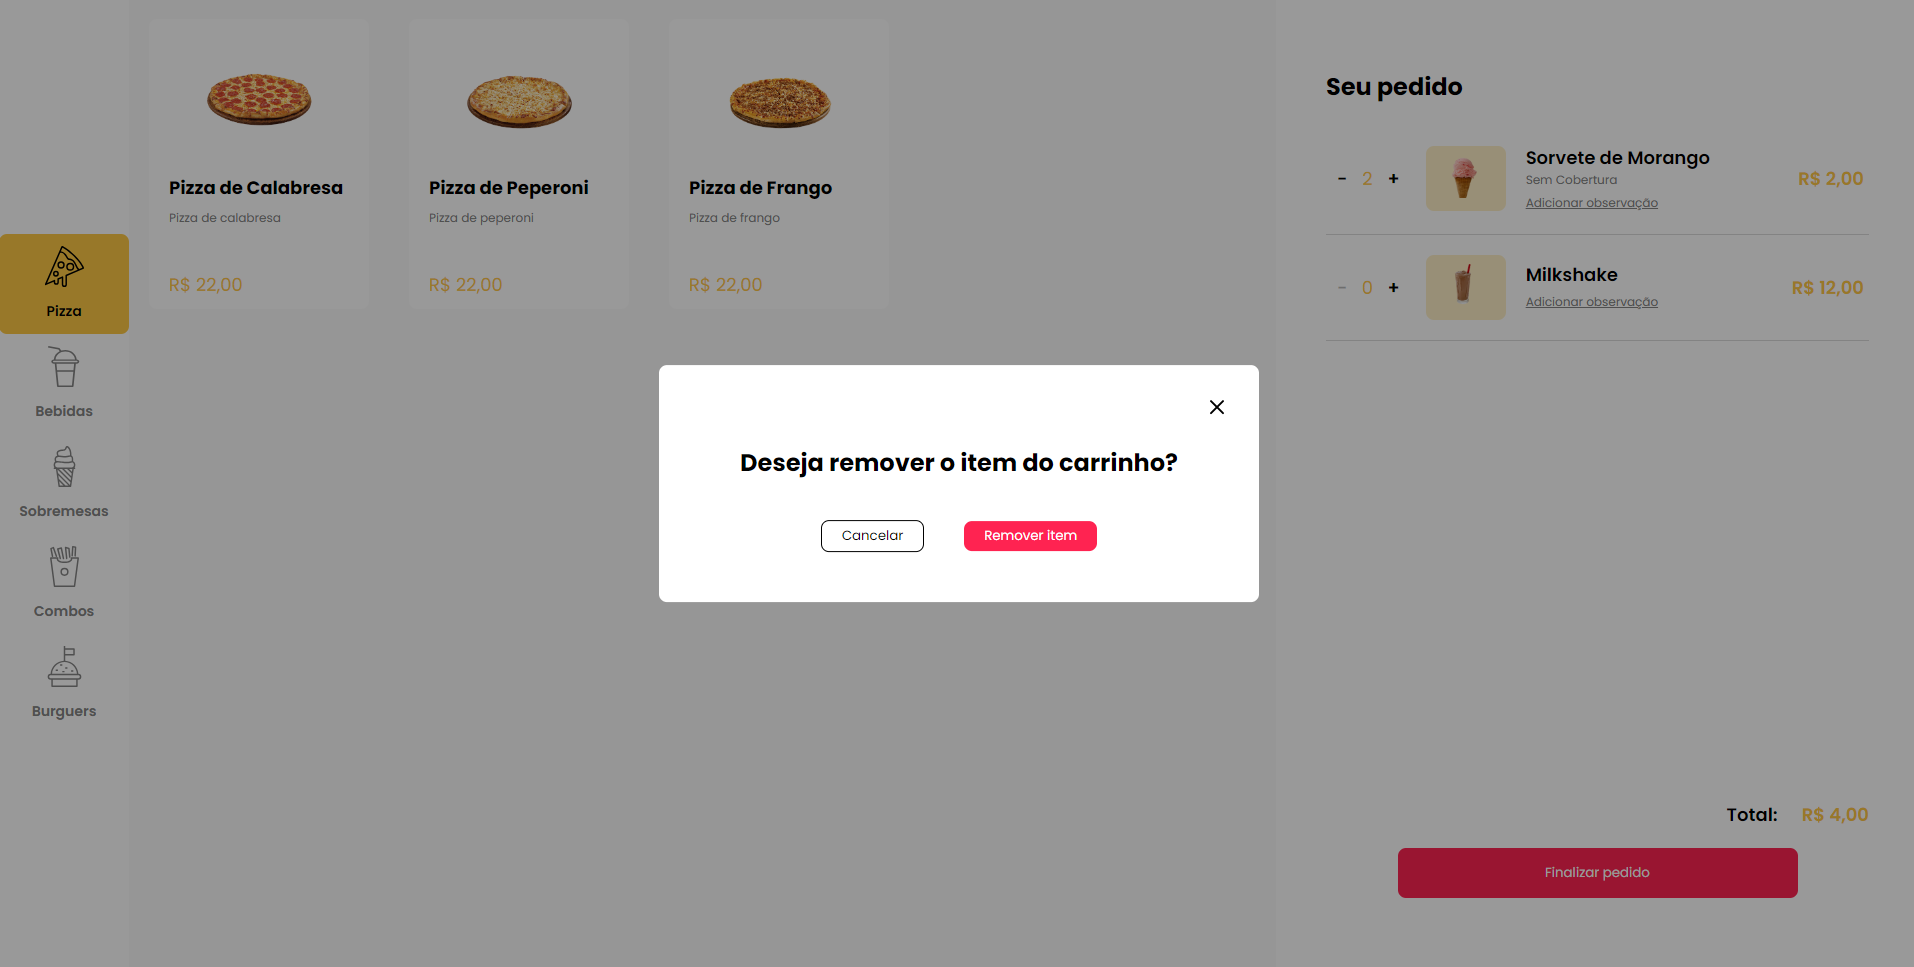 Pizza
Bebidas
Sobremesas
Combos
Burguers
Pizza de Calabresa
Pizza de calabresa
R$ 22,00
Pizza de Peperoni
Pizza de peperoni
R$ 22,00
Pizza de Frango
Pizza de frango
R$ 22,00
Deseja remover o item do carrinho?
Cancelar
Remover item
Seu pedido
- 2 +
Sorvete de Morango
Sem Cobertura
Adicionar observação
R$ 2,00
- 0 +
Milkshake
Adicionar observação
R$ 12,00
Total: R$ 4,00
Finalizar pedido